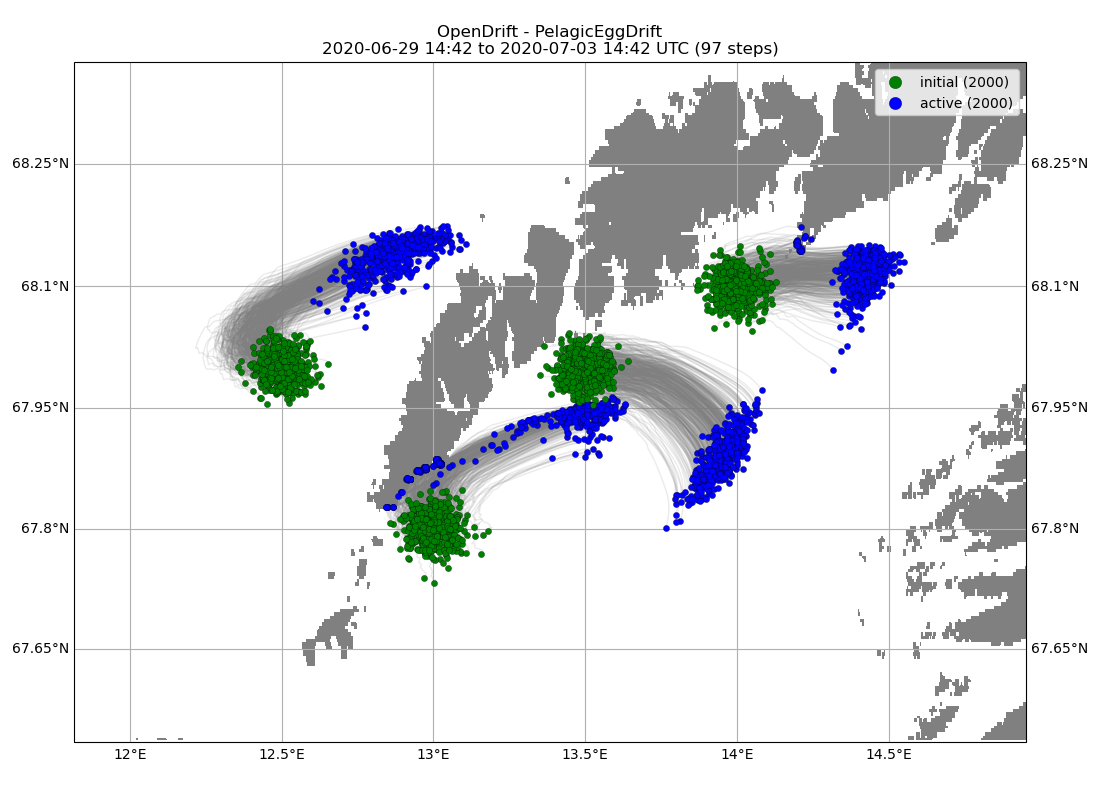 OpenDrift - PelagicEggDrift
2020-06-29 14:42 to 2020-07-03 14:42 UTC (97 steps)
initial (2000)
active (2000)
68.25°N
68.25°N
68.1°N
68.1°N
67.95°N
67.95°N
67.8°N
67.8°N
67.65°N
67.65°N
12°E
12.5°E
13°E
13.5°E
14°E
14.5°E